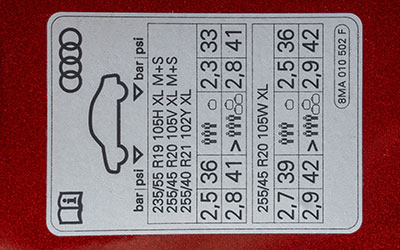 bar | psi bar | psi
235/55 R19 105H XL M+S
255/45 R20 105V XL M+S
255/40 R21 102Y XL
2,5 36 2,3 33
2,8 41 > 2,8 41
255/45 R20 105W XL
2,7 39 2,5 36
2,9 42 > 2,9 42
8MA 010 502 F